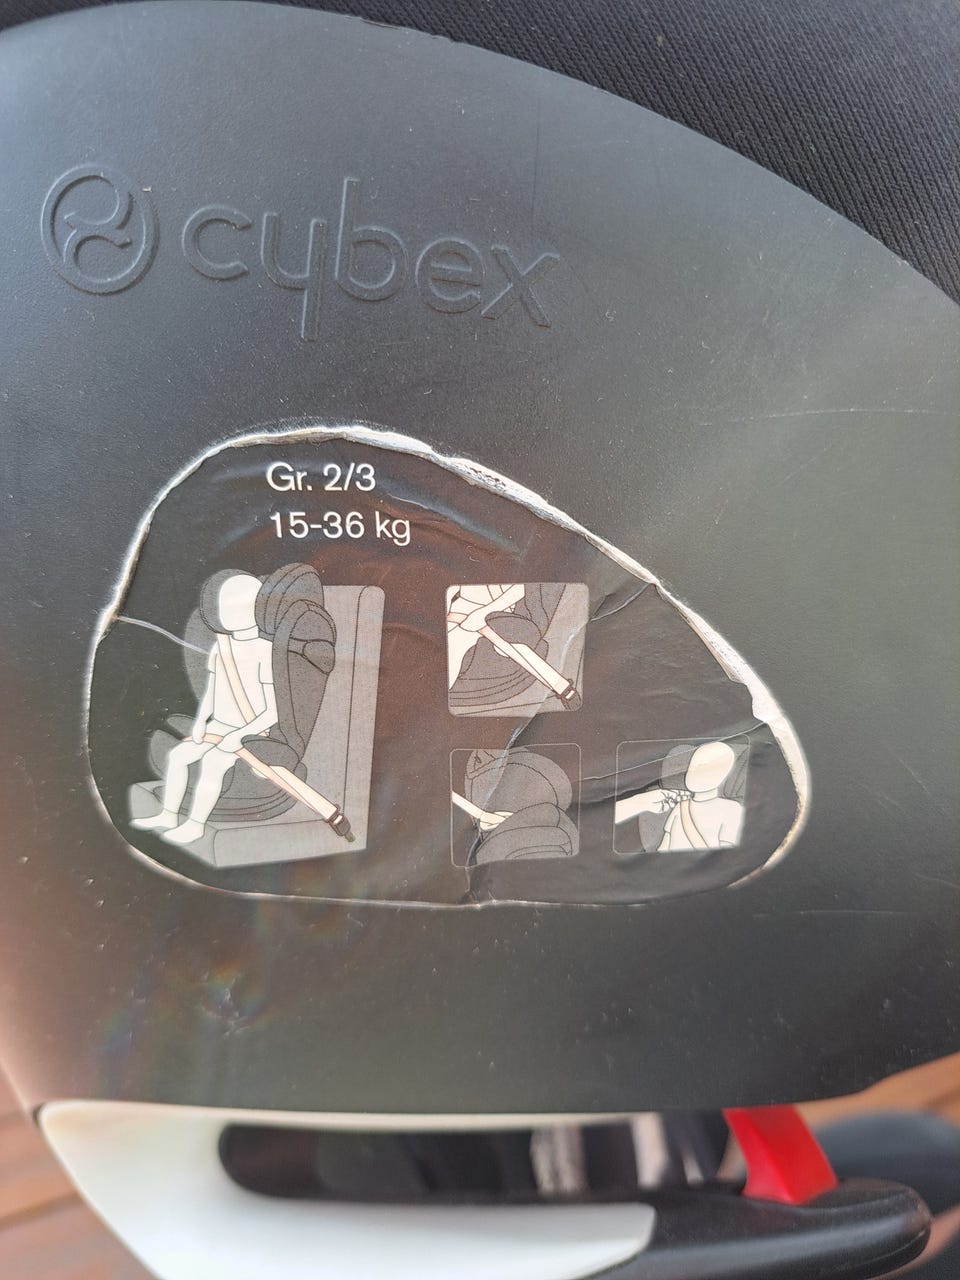 cybex
Gr. 2/3
15-36 kg